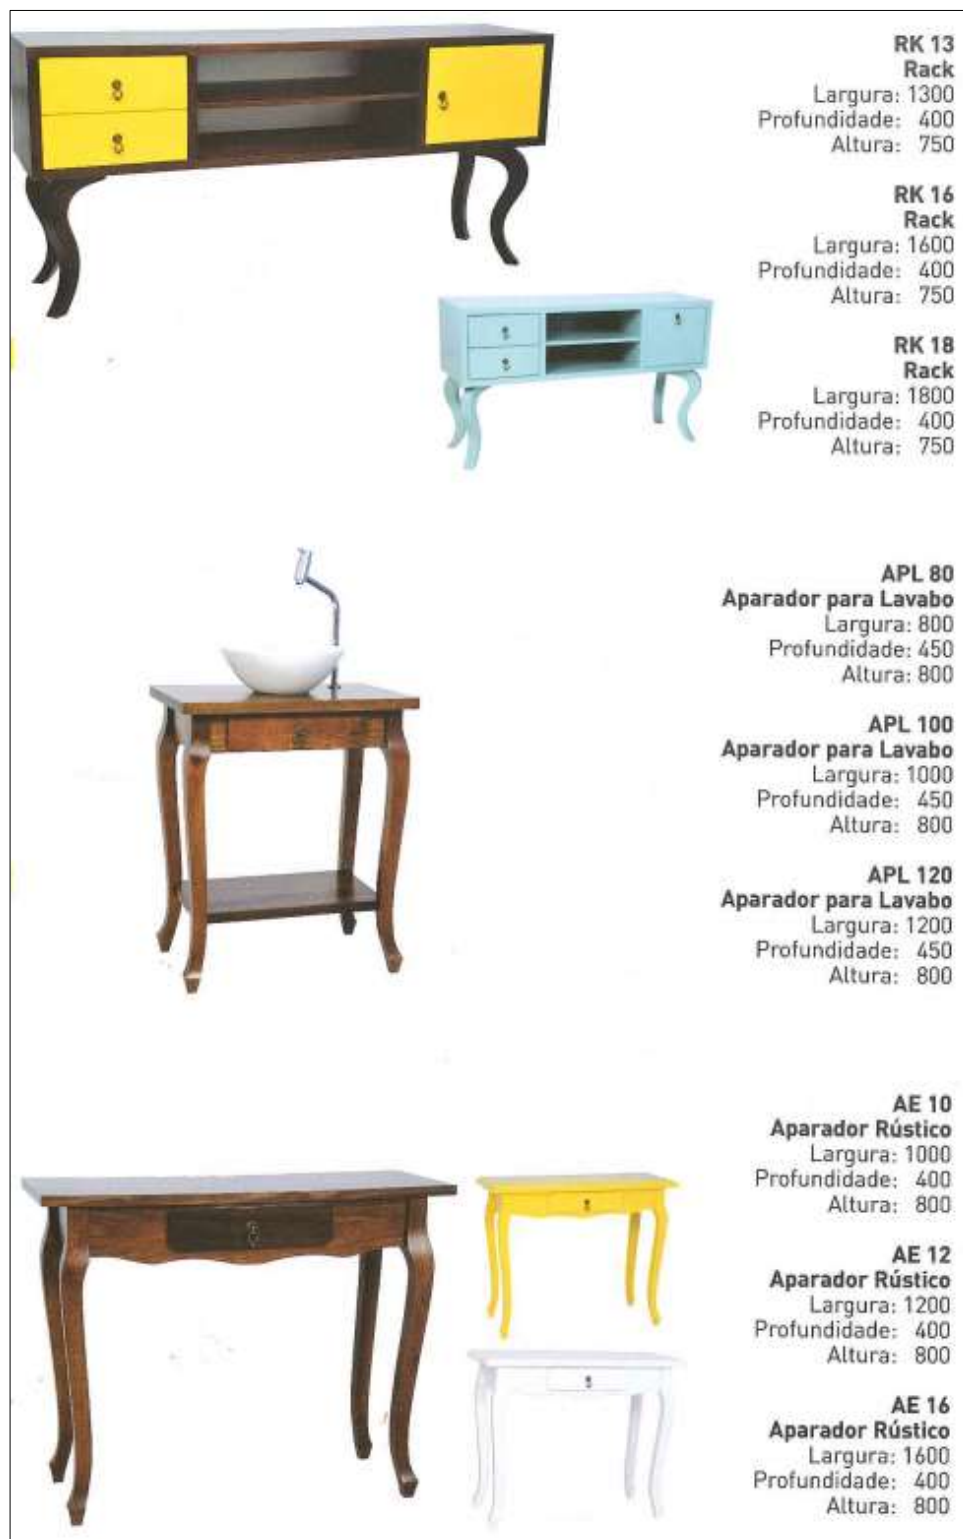 RK 13
Rack
Largura: 1300
Profundidade: 400
Altura: 750
RK 16
Rack
Largura: 1600
Profundidade: 400
Altura: 750
RK 18
Rack
Largura: 1800
Profundidade: 400
Altura: 750
APL 80
Aparador para Lavabo
Largura: 800
Profundidade: 450
Altura: 800
APL 100
Aparador para Lavabo
Largura: 1000
Profundidade: 450
Altura: 800
APL 120
Aparador para Lavabo
Largura: 1200
Profundidade: 450
Altura: 800
AE 10
Aparador Rústico
Largura: 1000
Profundidade: 400
Altura: 800
AE 12
Aparador Rústico
Largura: 1200
Profundidade: 400
Altura: 800
AE 16
Aparador Rústico
Largura: 1600
Profundidade: 400
Altura: 800